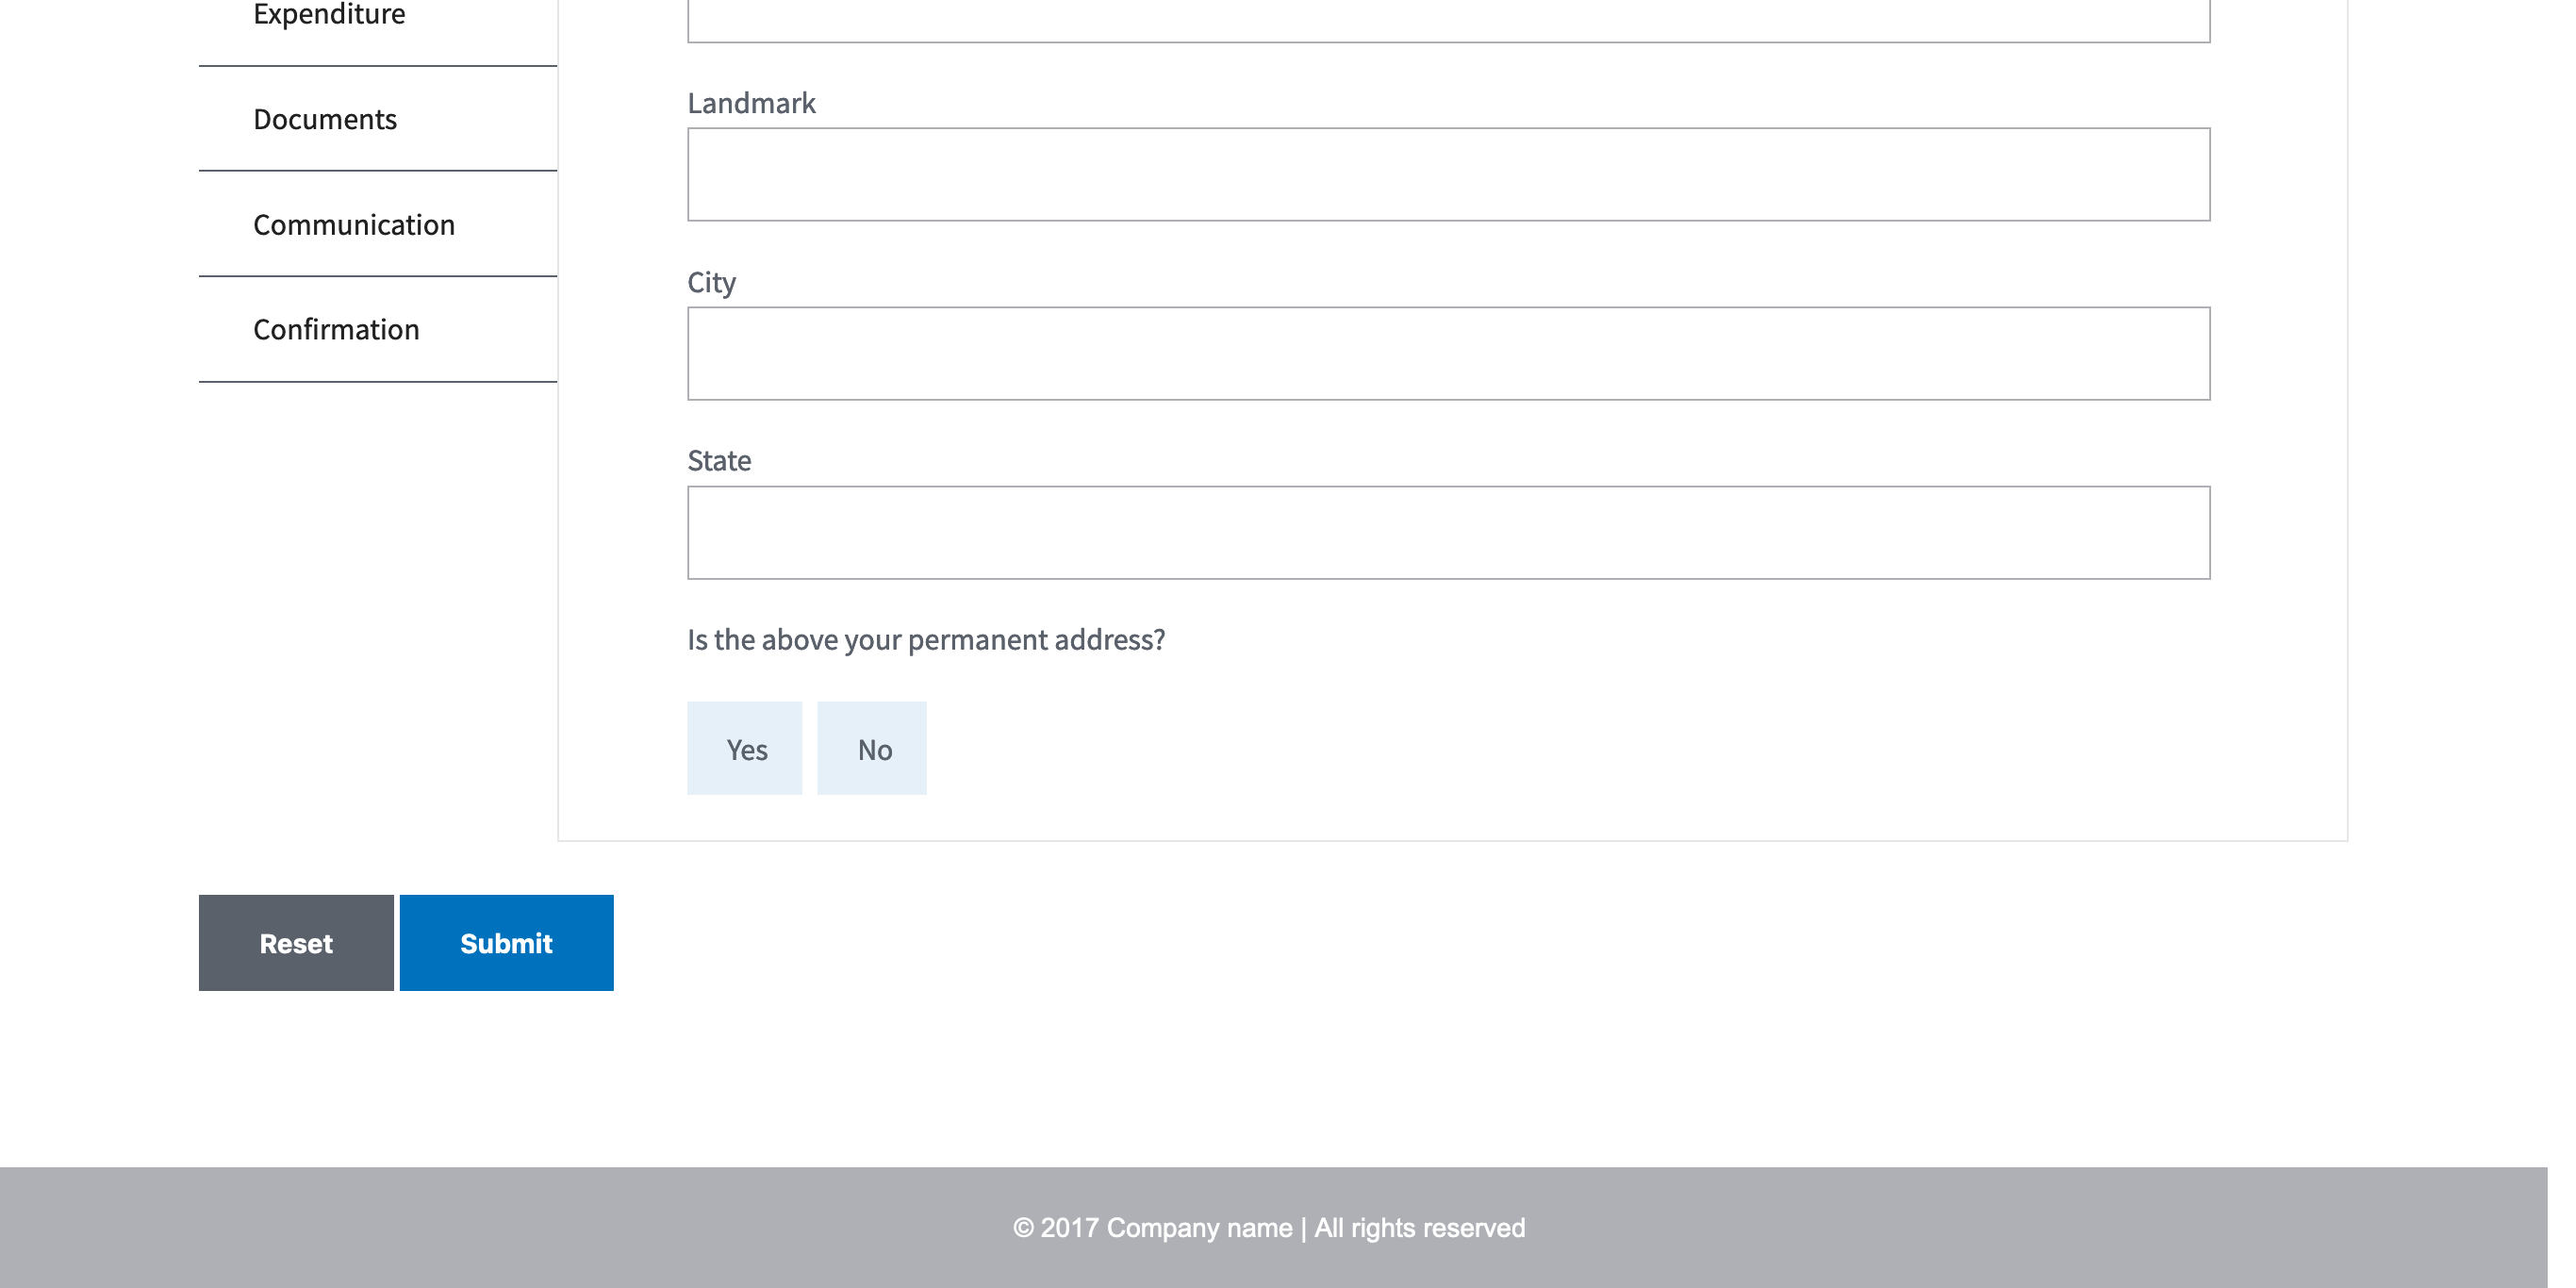 Expenditure
Documents
Communication
Confirmation
Landmark
City
State
Is the above your permanent address?
Yes
No
Reset
Submit
© 2017 Company name | All rights reserved